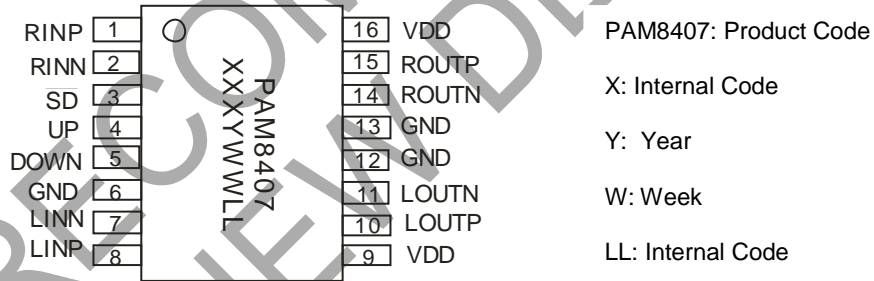 RINP 1 16 VDD
RINN 2 15 ROUTP
SD 3 14 ROUTN
UP 4 13 GND
DOWN 5 12 GND
GND 6 11 LOUTN
LINN 7 10 LOUTP
LINP 8 9 VDD
PAM8407
XXXYWWLL
PAM8407: Product Code
X: Internal Code
Y: Year
W: Week
LL: Internal Code